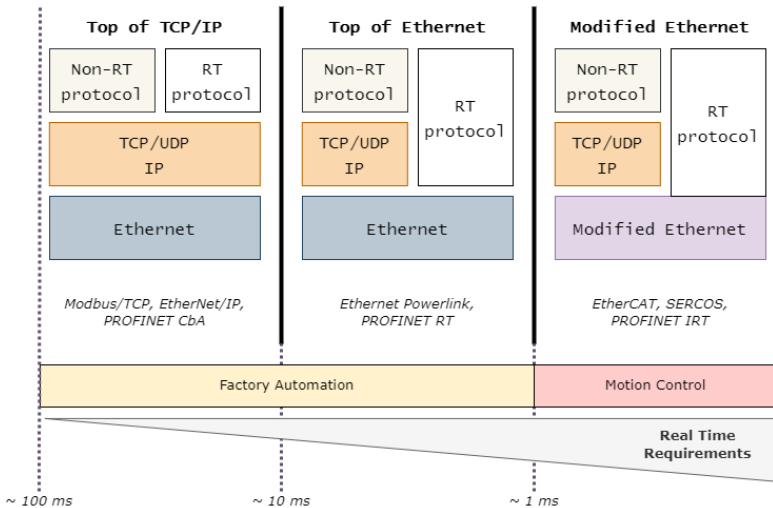 Top of TCP/IP
Non-RT
protocol
RT
protocol
TCP/UDP
IP
Ethernet
Modbus/TCP, EtherNet/IP,
PROFINET CbA
Top of Ethernet
Non-RT
protocol
TCP/UDP
IP
RT
protocol
Ethernet
Ethernet Powerlink,
PROFINET RT
Modified Ethernet
Non-RT
protocol
TCP/UDP
IP
RT
protocol
Modified Ethernet
EtherCAT, SERCOS,
PROFINET IRT
Factory Automation
Motion Control
Real Time
Requirements
~ 100 ms
~ 10 ms
~ 1 ms